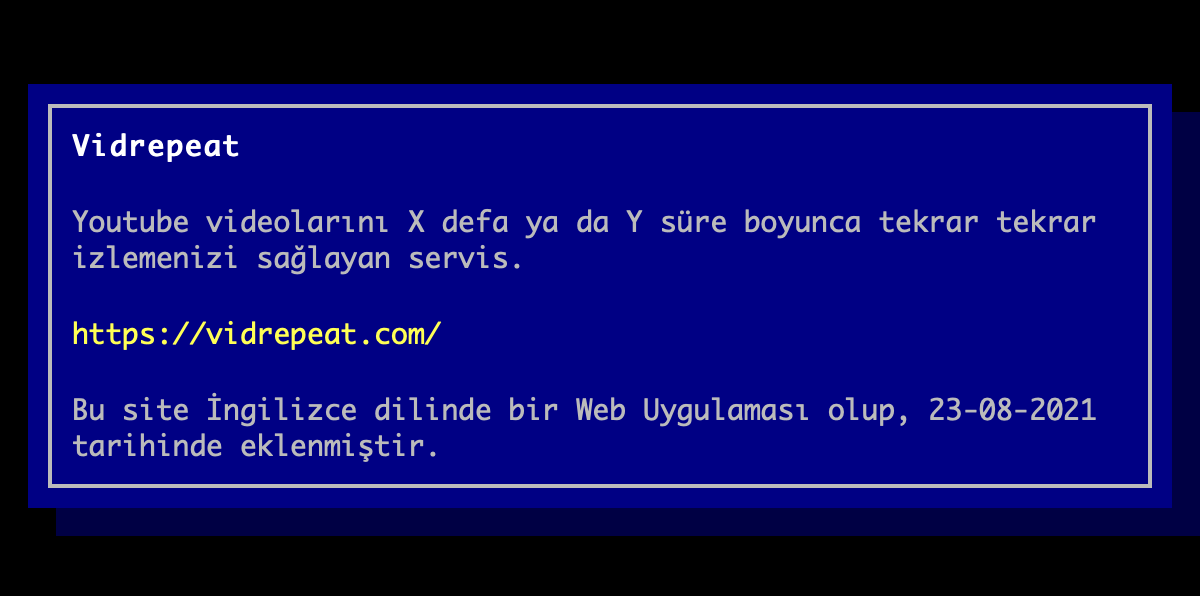 Vidrepeat
Youtube videolarını X defa ya da Y süre boyunca tekrar tekrar
izlemenizi sağlayan servis.
https://vidrepeat.com/
Bu site İngilizce dilinde bir Web Uygulaması olup, 23-08-2021
tarihinde eklenmiştir.